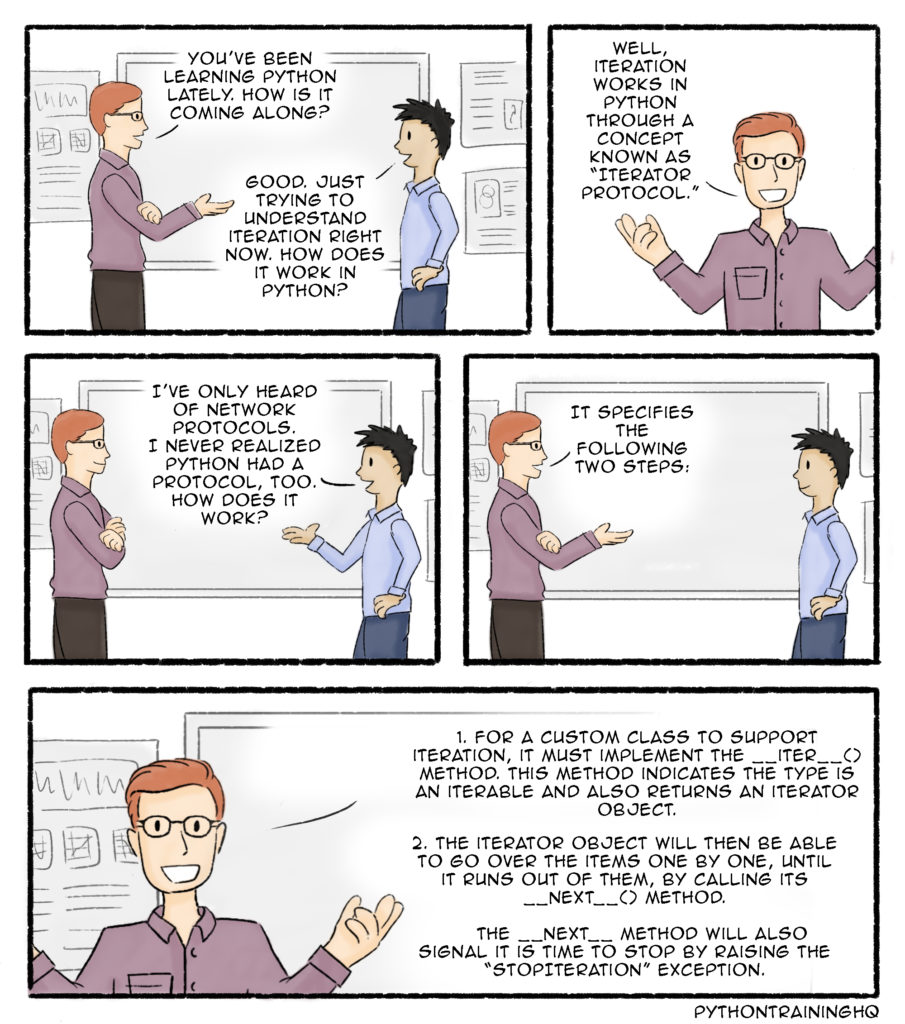 YOU'VE BEEN
LEARNING PYTHON
LATELY. HOW IS IT
COMING ALONG?
GOOD. JUST
TRYING TO
UNDERSTAND
ITERATION RIGHT
NOW. HOW DOES
IT WORK IN
PYTHON?
WELL,
ITERATION
WORKS IN
PYTHON
THROUGH A
CONCEPT
KNOWN AS
"ITERATOR
PROTOCOL."
I'VE ONLY HEARD
OF NETWORK
PROTOCOLS.
I NEVER REALIZED
PYTHON HAD A
PROTOCOL, TOO.
HOW DOES IT
WORK?
IT SPECIFIES
THE
FOLLOWING
TWO STEPS:
1. FOR A CUSTOM CLASS TO SUPPORT
ITERATION, IT MUST IMPLEMENT THE __ITER__()
METHOD. THIS METHOD INDICATES THE TYPE IS
AN ITERABLE AND ALSO RETURNS AN ITERATOR
OBJECT.
2. THE ITERATOR OBJECT WILL THEN BE ABLE
TO GO OVER THE ITEMS ONE BY ONE, UNTIL
IT RUNS OUT OF THEM, BY CALLING ITS
__NEXT__() METHOD.
THE __NEXT__ METHOD WILL ALSO
SIGNAL IT IS TIME TO STOP BY RAISING THE
"STOPITERATION" EXCEPTION.
PYTHONTRAININGHQ